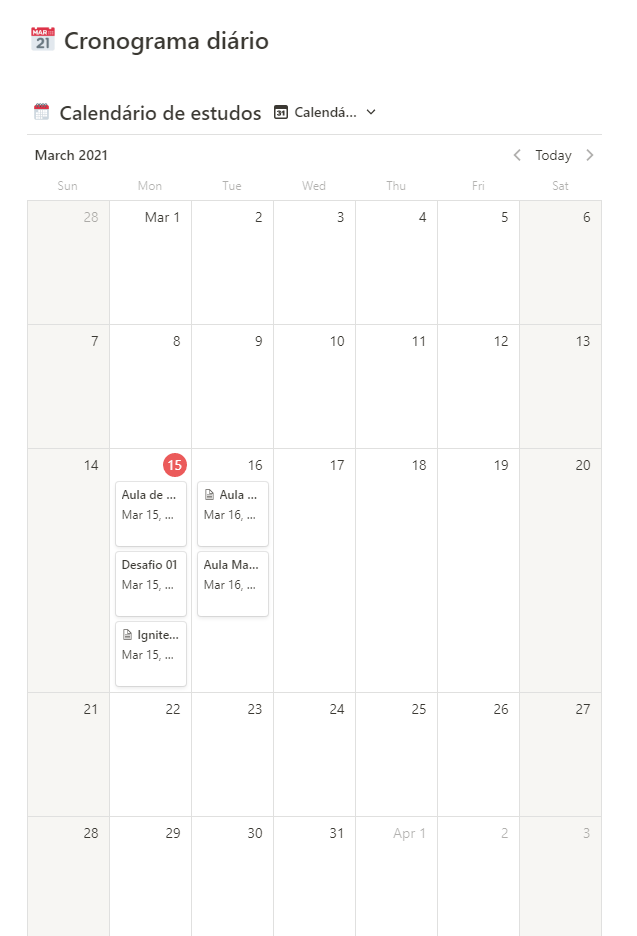 MAR
21
Cronograma diário
Calendário de estudos
31
Calendá...
March 2021
Today
Sun Mon Tue Wed Thu Fri Sat
28 Mar 1 2 3 4 5 6
7 8 9 10 11 12 13
14 15 16 17 18 19 20
Aula de ...
Mar 15, ...
Desafio 01
Mar 15, ...
Ignite...
Mar 15, ...
Aula ...
Mar 16, ...
Aula Ma...
Mar 16, ...
21 22 23 24 25 26 27
28 29 30 31 Apr 1 2 3